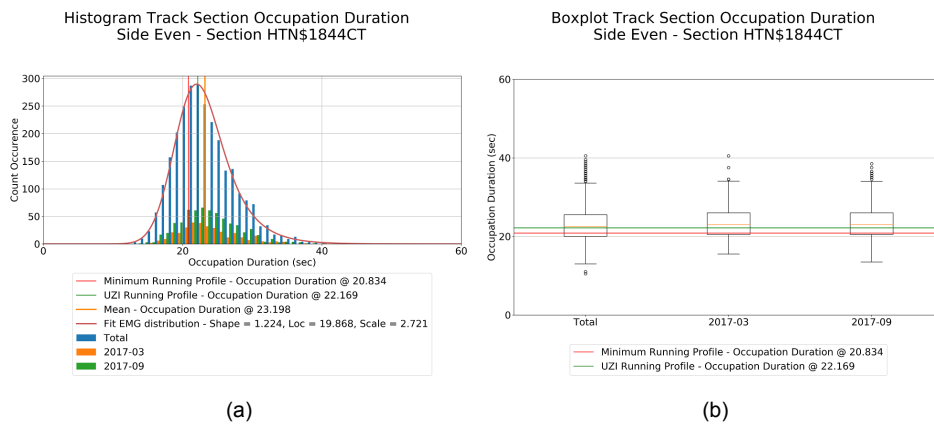 Histogram Track Section Occupation Duration
Side Even - Section HTN$1844CT
300
250
200
150
100
50
0
Count Occurence
0
20
40
60
Occupation Duration (sec)
Minimum Running Profile - Occupation Duration @ 20.834
UZI Running Profile - Occupation Duration @ 22.169
Mean - Occupation Duration @ 23.198
Fit EMG distribution - Shape = 1.224, Loc = 19.868, Scale = 2.721
Total
2017-03
2017-09
(a)
Boxplot Track Section Occupation Duration
Side Even - Section HTN$1844CT
60
40
20
0
Occupation Duration (sec)
Total
2017-03
2017-09
Minimum Running Profile - Occupation Duration @ 20.834
UZI Running Profile - Occupation Duration @ 22.169
(b)